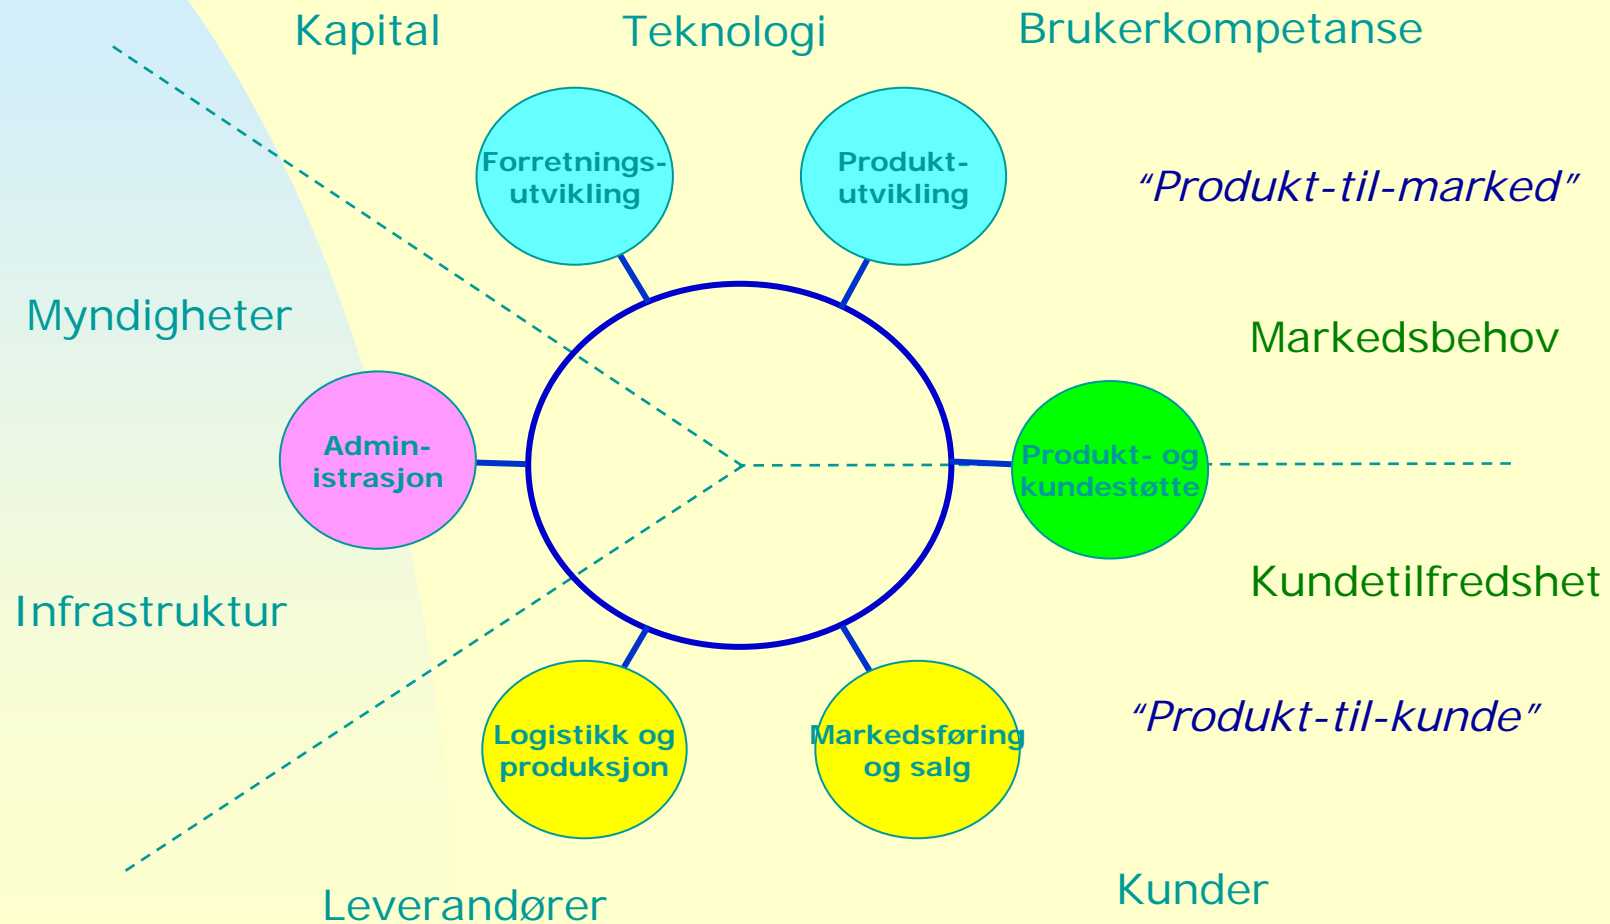 Kapital
Teknologi
Brukerkompetanse
Forretnings-
utvikling
Produkt-
utvikling
“Produkt-til-marked”
Myndigheter
Markedsbehov
Admin-
istrasjon
Produkt- og
kundestøtte
Infrastruktur
Kundetilfredshet
Logistikk og
produksjon
Markedsføring
og salg
“Produkt-til-kunde”
Leverandører
Kunder